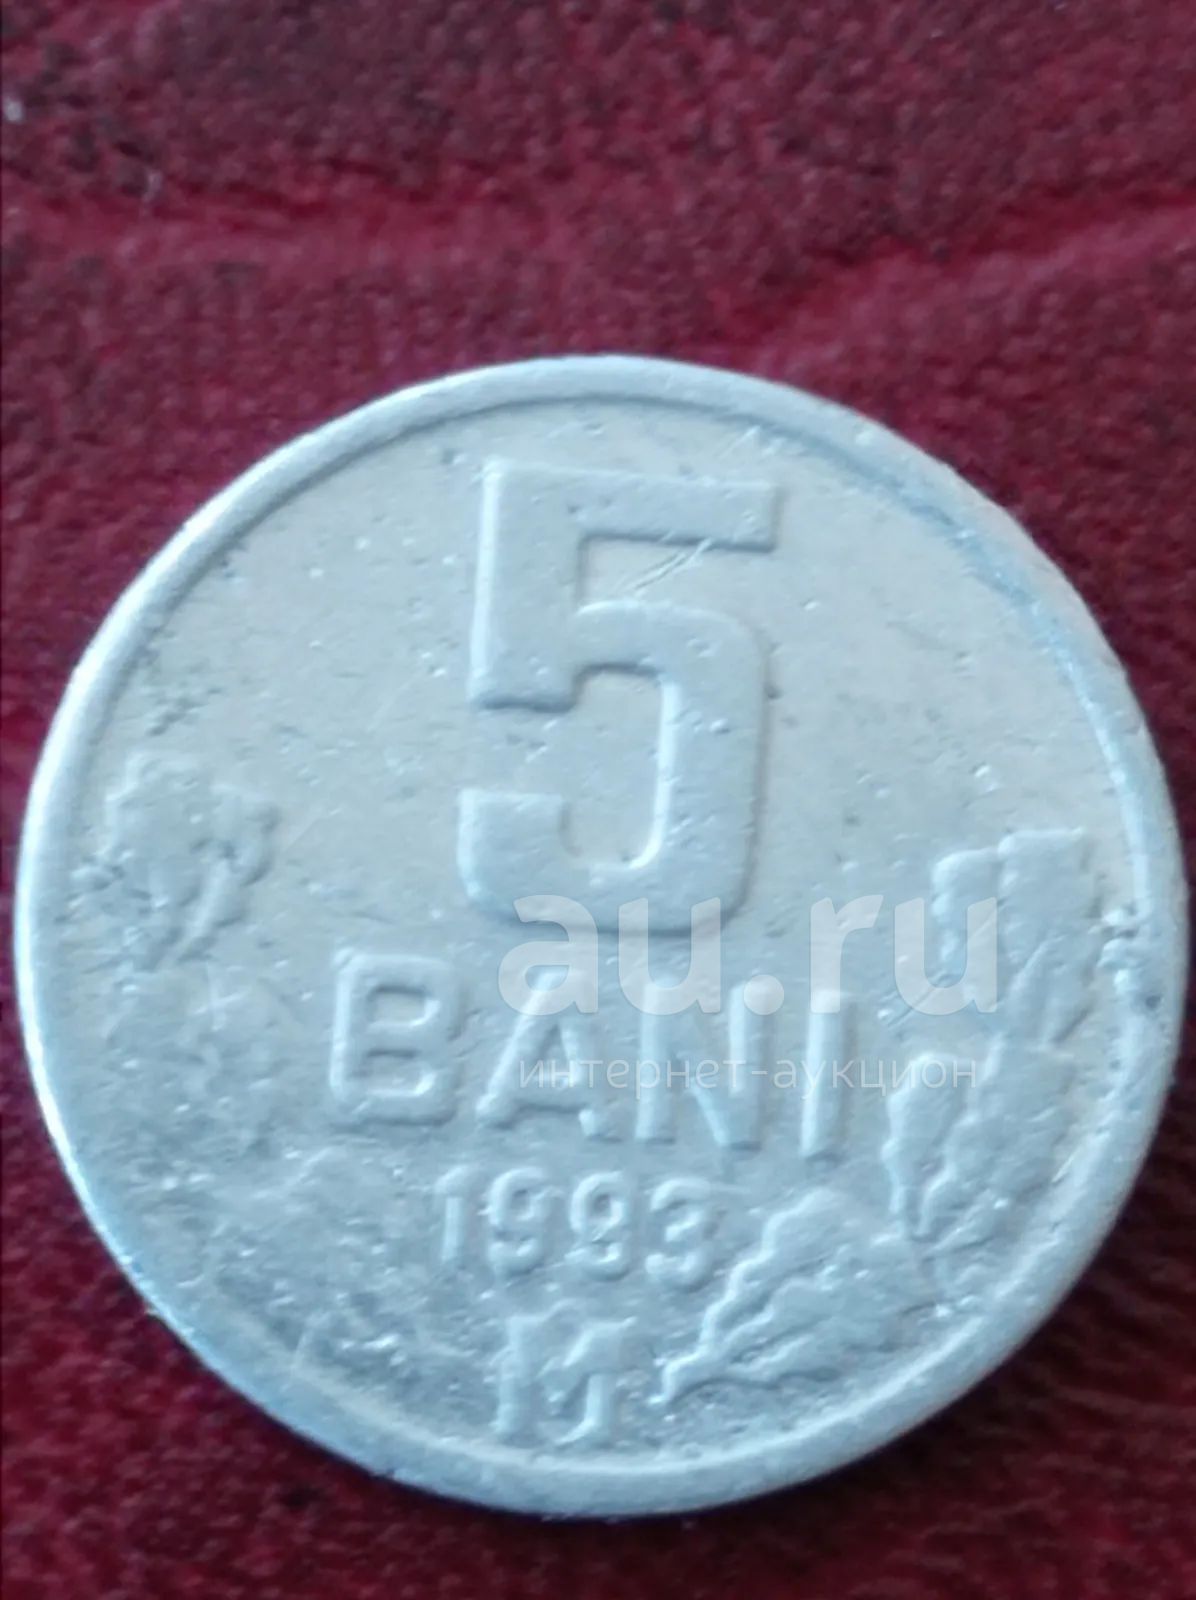 5
BANI
1993
au.ru
интернет-аукцион